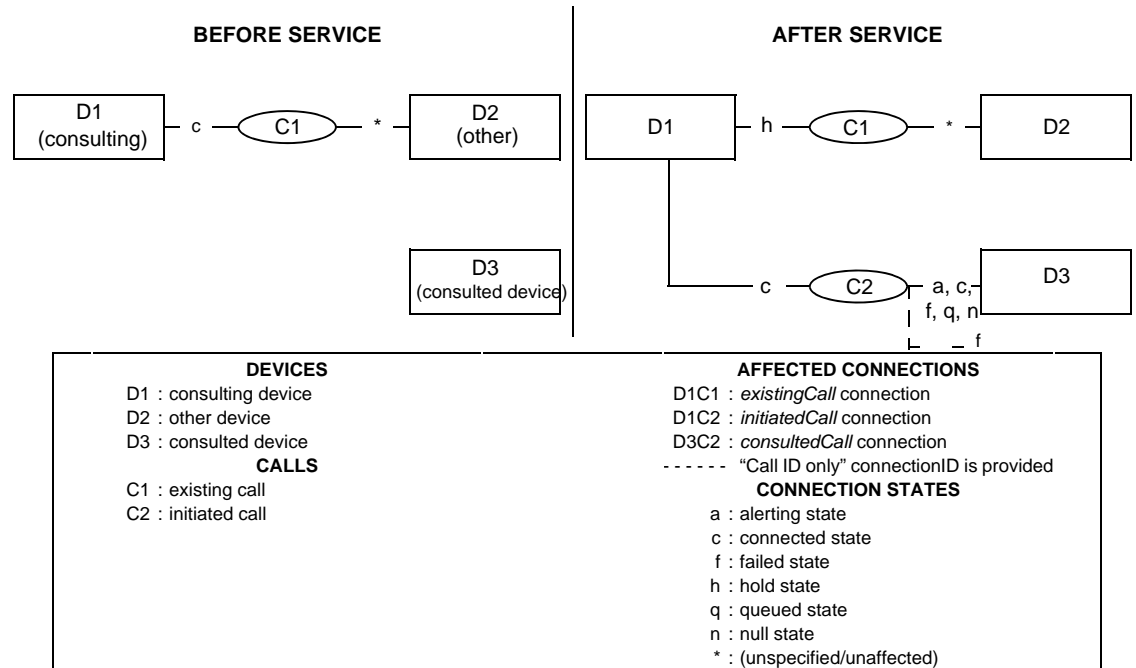 BEFORE SERVICE
AFTER SERVICE
D1
(consulting)
c
C1
*
D2
(other)
D3
(consulted device)
D1
h
C1
*
D2
c
C2
a, c,
f, q, n
f
D3
DEVICES
D1 : consulting device
D2 : other device
D3 : consulted device
CALLS
C1 : existing call
C2 : initiated call
AFFECTED CONNECTIONS
D1C1 : existingCall connection
D1C2 : initiatedCall connection
D3C2 : consultedCall connection
- - - - - - “Call ID only” connectionID is provided
CONNECTION STATES
a : alerting state
c : connected state
f : failed state
h : hold state
q : queued state
n : null state
* : (unspecified/unaffected)